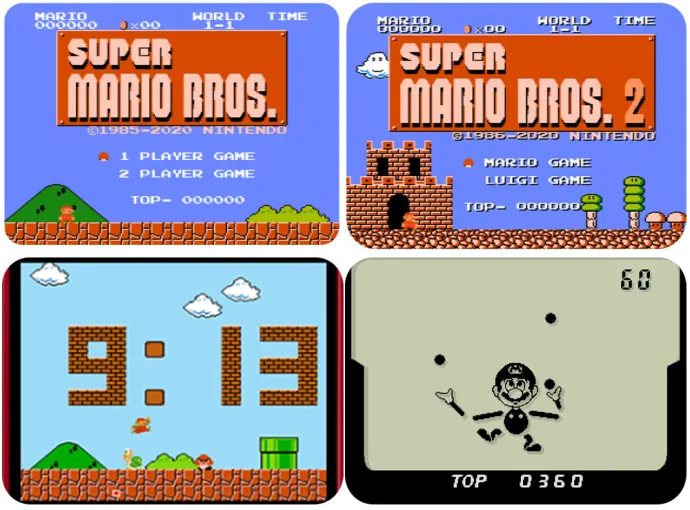 MARIO WORLD TIME
000000 x00 1-1
SUPER
MARIO BROS.
©1985-2020 NINTENDO
1 PLAYER GAME
2 PLAYER GAME
TOP- 000000
MARIO WORLD TIME
000000 x00 1-1
SUPER
MARIO BROS. 2
©1986-2020 NINTENDO
MARIO GAME
LUIGI GAME
TOP- 000000
9:13
60
TOP 0360